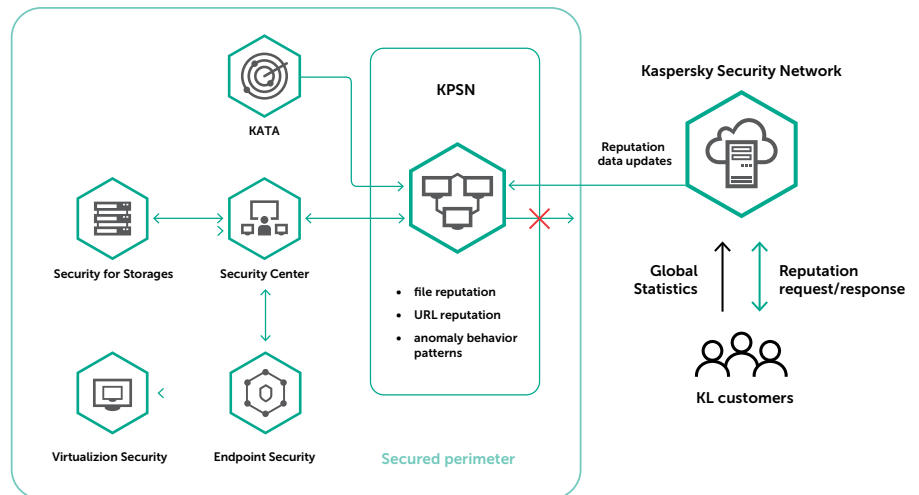 Kaspersky Security Network
KPSN
KATA
Reputation
data updates
Security for Storages
Security Center
Global
Statistics
Reputation
request/response
• file reputation
• URL reputation
• anomaly behavior
patterns
KL customers
Virtualizion Security
Endpoint Security
Secured perimeter